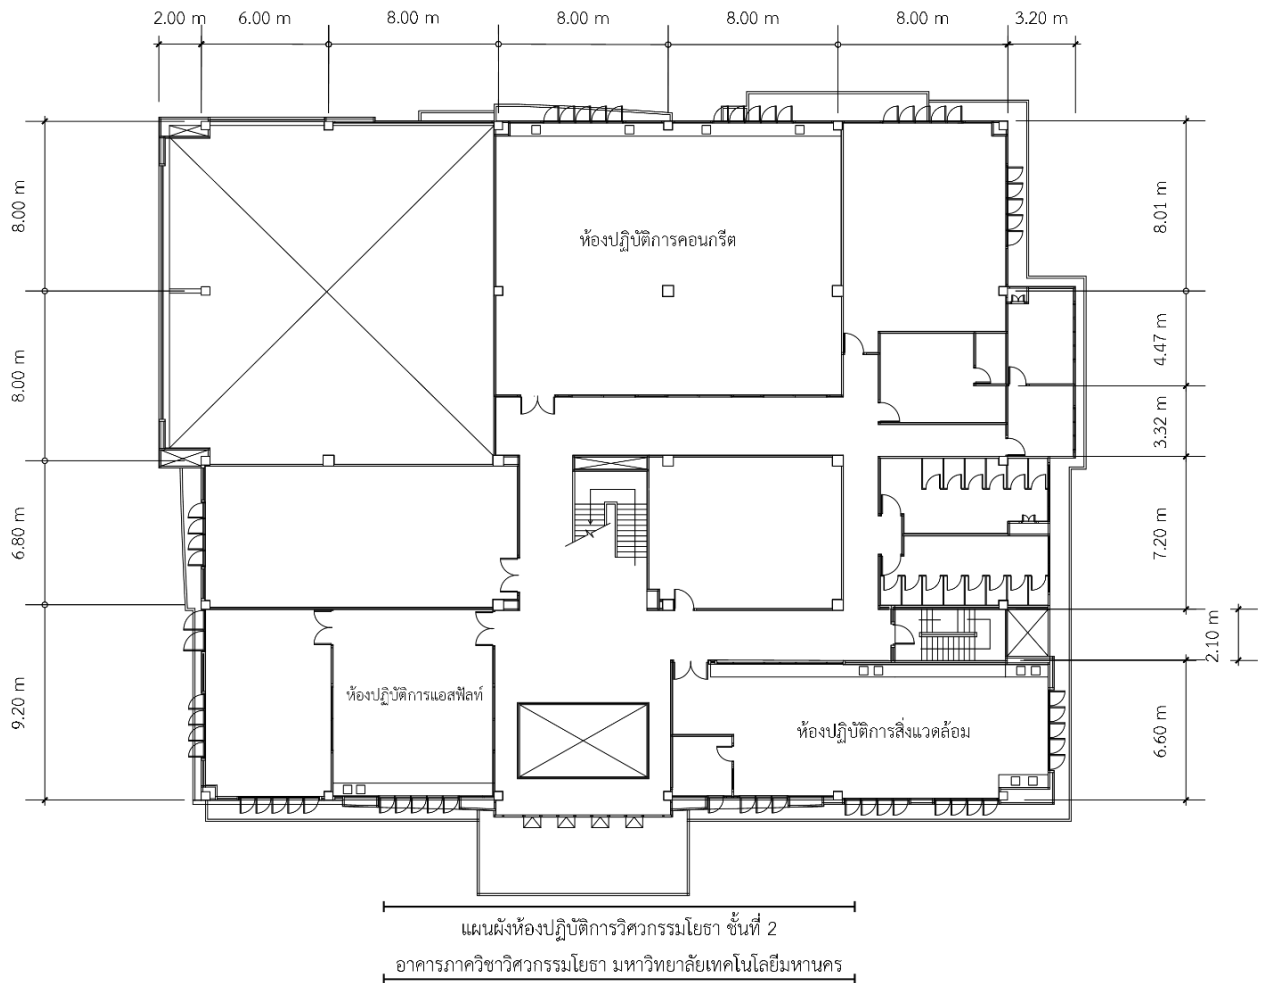 2.00 m 6.00 m 8.00 m 8.00 m 8.00 m 8.00 m 3.20 m
8.00 m
8.01 m
ห้องปฏิบัติการคอนกรีต
4.47 m
8.00 m
3.32 m
6.80 m
7.20 m
2.10 m
9.20 m
ห้องปฏิบัติการแอสฟัลท์
ห้องปฏิบัติการสิ่งแวดล้อม
6.60 m
แผนผังห้องปฏิบัติการวิศวกรรมโยธา ชั้นที่ 2
อาคารภาควิชาวิศวกรรมโยธา มหาวิทยาลัยเทคโนโลยีมหานคร